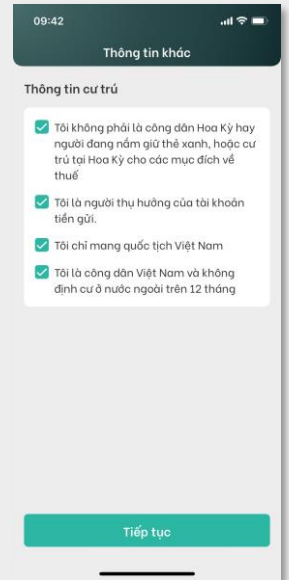 09:42
Thông tin khác
Thông tin cư trú
Tôi không phải là công dân Hoa Kỳ hay
người đang nắm giữ thẻ xanh, hoặc cư
trú tại Hoa Kỳ cho các mục đích về
thuế
Tôi là người thụ hưởng của tài khoản
tiền gửi.
Tôi chỉ mang quốc tịch Việt Nam
Tôi là công dân Việt Nam và không
định cư ở nước ngoài trên 12 tháng
Tiếp tục